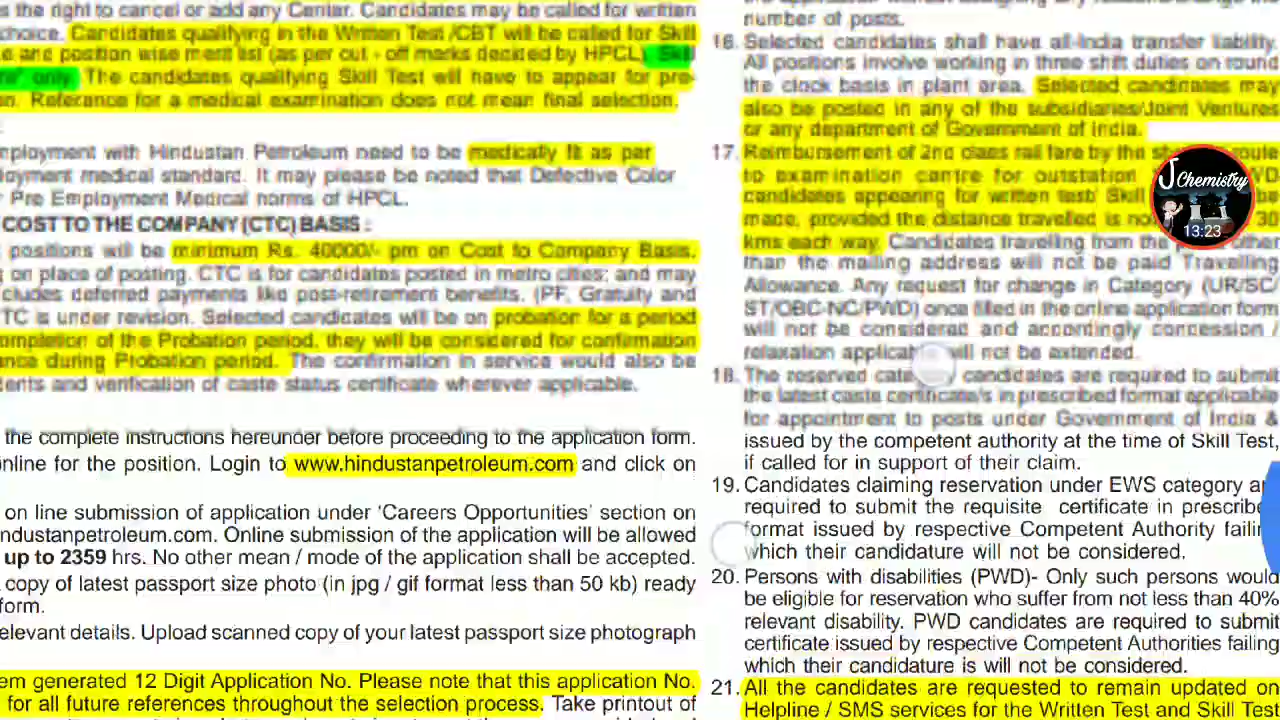 s the right to cancel or add any Center. Candidates may be called for written
choice. Candidates qualifying in the Written Test /CBT will be called for Skill
e and position wise merit list (as per cut - off marks decided by HPCL). Skill
only. The candidates qualifying Skill Test will have to appear for pre-
n. Reference for a medical examination does not mean final selection.
mployment with Hindustan Petroleum need to be medically fit as per
loyment medical standard. It may please be noted that Defective Color
r Pre Employment Medical norms of HPCL.
COST TO THE COMPANY (CTC) BASIS :
positions will be minimum Rs. 40000/- pm on Cost to Company Basis.
s on place of posting. CTC is for candidates posted in metro cities; and may
cludes deferred payments like post-retirement benefits. (PF, Gratuity and
TC is under revision. Selected candidates will be on probation for a period
ompletion of the Probation period, they will be considered for confirmation
ance during Probation period. The confirmation in service would also be
dents and verification of caste status certificate wherever applicable.
the complete instructions hereunder before proceeding to the application form.
nline for the position. Login to www.hindustanpetroleum.com and click on
on line submission of application under 'Careers Opportunities' section on
ndustanpetroleum.com. Online submission of the application will be allowed
up to 2359 hrs. No other mean / mode of the application shall be accepted.
copy of latest passport size photo (in jpg / gif format less than 50 kb) ready
form.
elevant details. Upload scanned copy of your latest passport size photograph
em generated 12 Digit Application No. Please note that this application No.
for all future references throughout the selection process. Take printout of
number of posts.
16. Selected candidates shall have all-India transfer liability.
All positions involve working in three shift duties on round
the clock basis in plant area. Selected candidates may
also be posted in any of the subsidiaries/Joint Ventures
or any department of Government of India.
17. Reimbursement of 2nd class rail fare by the route
to examination centre for outstation WD
candidates appearing for written test/ Skill be
made, provided the distance travelled is no 30
kms each way. Candidates travelling from the other
than the mailing address will not be paid Travelling
Allowance. Any request for change in Category (UR/SC/
ST/OBC-NC/PWD) once filled in the online application form
will not be considered and accordingly concession /
relaxation applicab will not be extended.
18. The reserved cate y candidates are required to submit
the latest caste certificate/s in prescribed format applicable
for appointment to posts under Government of India &
issued by the competent authority at the time of Skill Test,
if called for in support of their claim.
19. Candidates claiming reservation under EWS category ar
required to submit the requisite certificate in prescribe
format issued by respective Competent Authority failin
which their candidature will not be considered.
20. Persons with disabilities (PWD)- Only such persons would
be eligible for reservation who suffer from not less than 40%
relevant disability. PWD candidates are required to submit
certificate issued by respective Competent Authorities failing
which their candidature is will not be considered.
21. All the candidates are requested to remain updated on
Helpline / SMS services for the Written Test and Skill Test
J Chemistry
13:23